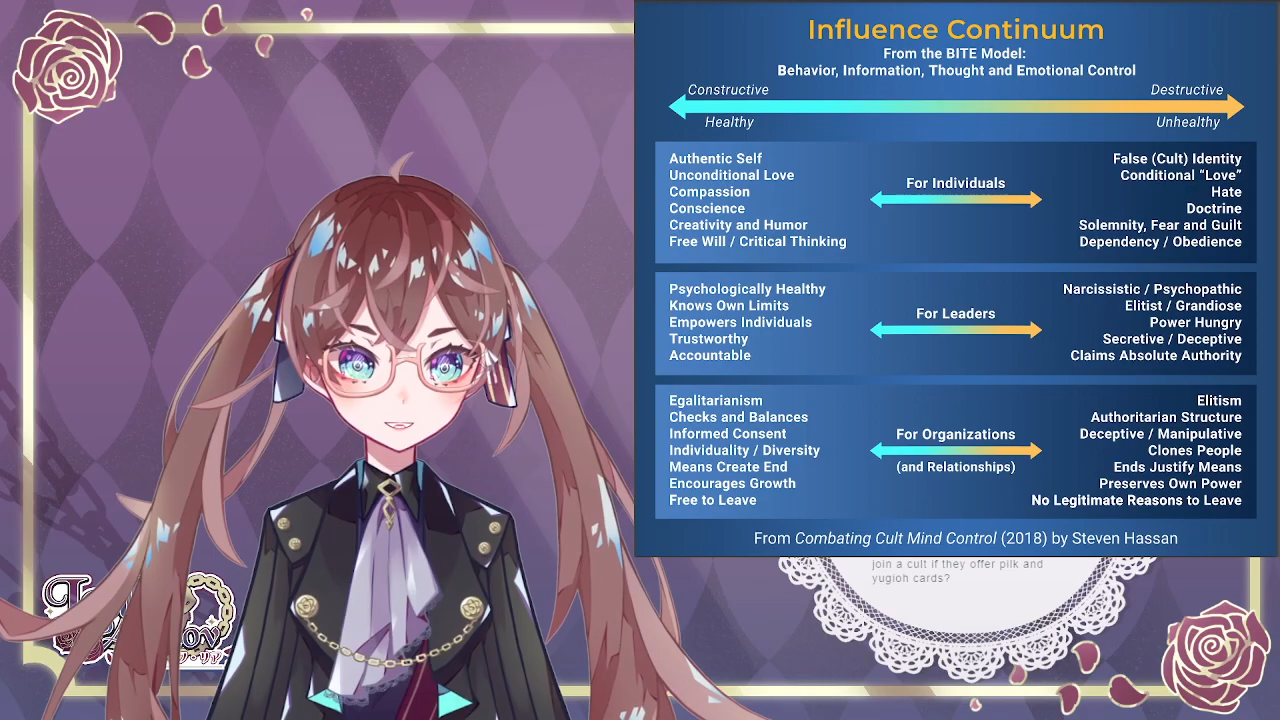 Influence Continuum
From the BITE Model:
Behavior, Information, Thought and Emotional Control
Constructive
Destructive
Healthy
Unhealthy
Authentic Self
Unconditional Love
Compassion
Conscience
Creativity and Humor
Free Will / Critical Thinking
For Individuals
False (Cult) Identity
Conditional “Love”
Hate
Doctrine
Solemnity, Fear and Guilt
Dependency / Obedience
Psychologically Healthy
Knows Own Limits
Empowers Individuals
Trustworthy
Accountable
For Leaders
Narcissistic / Psychopathic
Elitist / Grandiose
Power Hungry
Secretive / Deceptive
Claims Absolute Authority
Egalitarianism
Checks and Balances
Informed Consent
Individuality / Diversity
Means Create End
Encourages Growth
Free to Leave
For Organizations
(and Relationships)
Elitism
Authoritarian Structure
Deceptive / Manipulative
Clones People
Ends Justify Means
Preserves Own Power
No Legitimate Reasons to Leave
From Combating Cult Mind Control (2018) by Steven Hassan
join a cult if they offer pilk and
yugioh cards?